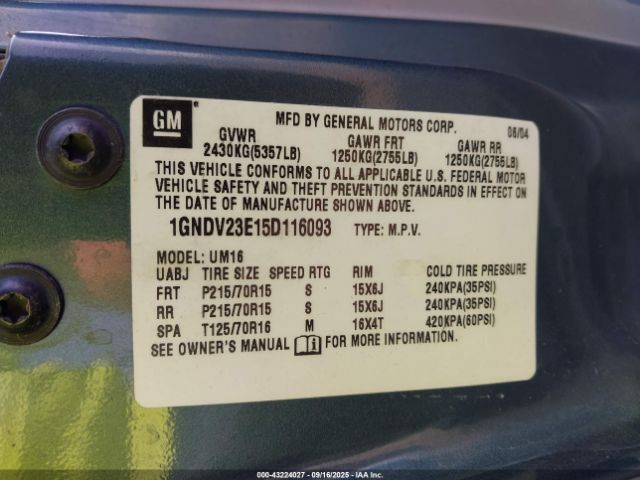 GM
MFD BY GENERAL MOTORS CORP. 06/04
GVWR GAWR FRT GAWR RR
2430KG(5357LB) 1250KG(2755LB) 1250KG(2755LB)
THIS VEHICLE CONFORMS TO ALL APPLICABLE U.S. FEDERAL MOTOR
VEHICLE SAFETY AND THEFT PREVENTION STANDARDS IN EFFECT ON
THE DATE OF MANUFACTURE SHOWN ABOVE.
1GNDV23E15D116093 TYPE: M.P.V.
MODEL: UM16
UABJ TIRE SIZE SPEED RTG RIM COLD TIRE PRESSURE
FRT P215/70R15 S 15X6J 240KPA(35PSI)
RR P215/70R15 S 15X6J 240KPA(35PSI)
SPA T125/70R16 M 16X4T 420KPA(60PSI)
SEE OWNER'S MANUAL i FOR MORE INFORMATION.
000-43224027 - 09/16/2025 - IAAI.COM